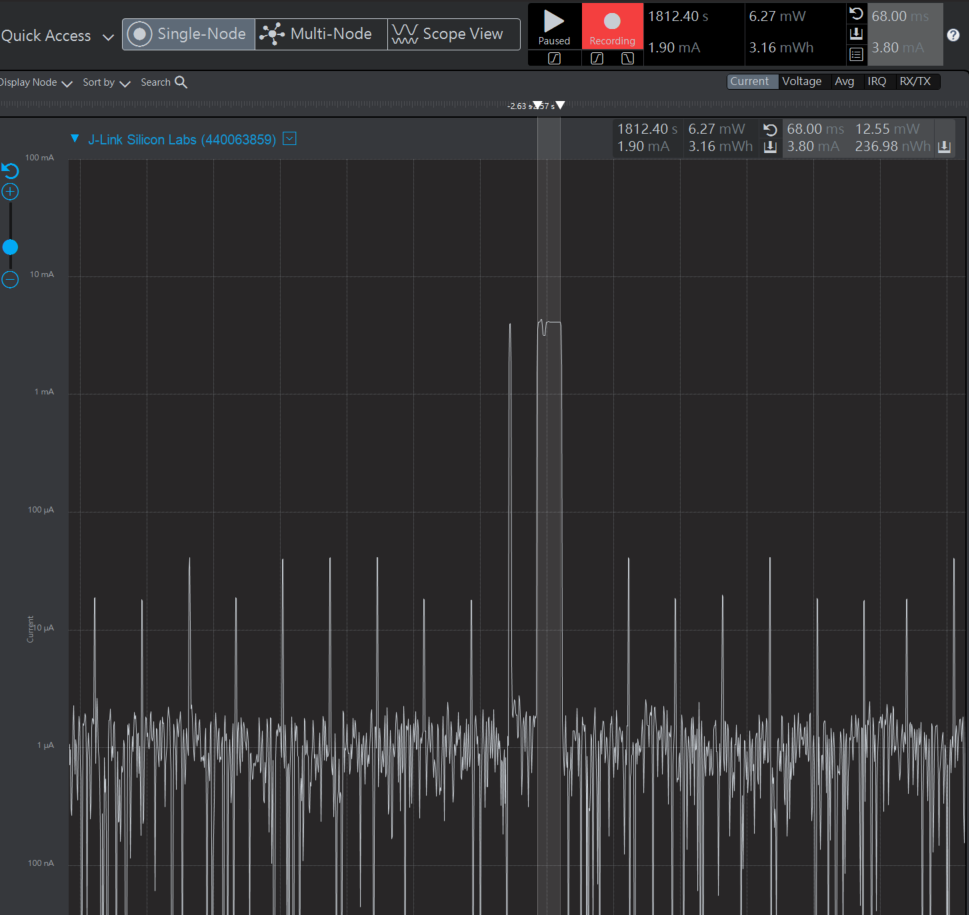 Quick Access Single-Node Multi-Node Scope View
Paused Recording
1812.40 s 6.27 mW 68.00 ms
1.90 mA 3.16 mWh 3.80 mA
Display Node Sort by Search
Current Voltage Avg IRQ RX/TX
-2.63 s
J-Link Silicon Labs (440063859)
1812.40 s 6.27 mW 68.00 ms 12.55 mW
1.90 mA 3.16 mWh 3.80 mA 236.98 nWh
100 mA
10 mA
1 mA
100 µA
10 µA
1 µA
100 nA
Current